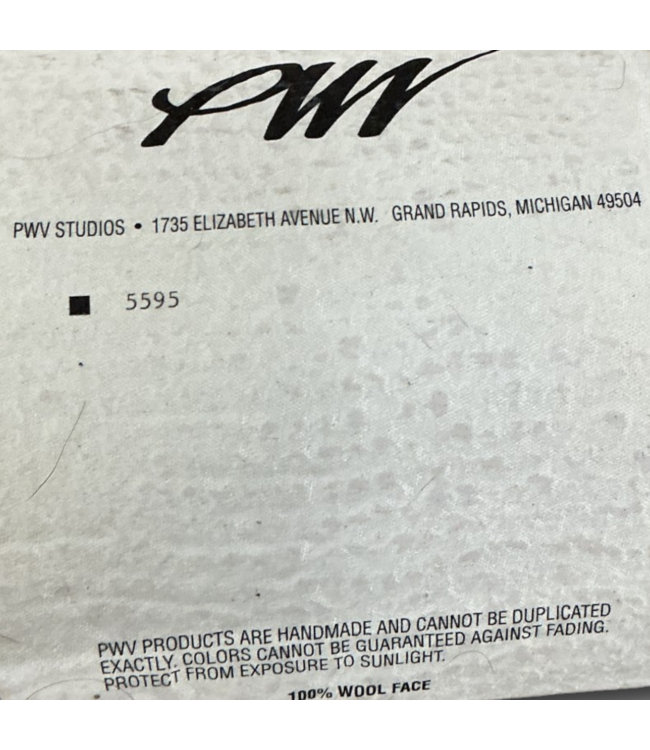 PWV
PWV STUDIOS • 1735 ELIZABETH AVENUE N.W. GRAND RAPIDS, MICHIGAN 49504
■ 5595
PWV PRODUCTS ARE HANDMADE AND CANNOT BE DUPLICATED
EXACTLY. COLORS CANNOT BE GUARANTEED AGAINST FADING.
PROTECT FROM EXPOSURE TO SUNLIGHT.
100% WOOL FACE